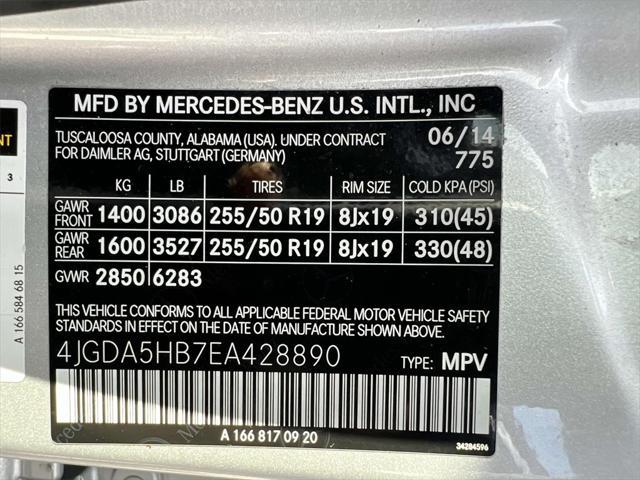 MFD BY MERCEDES-BENZ U.S. INTL., INC
TUSCALOOSA COUNTY, ALABAMA (USA). UNDER CONTRACT
FOR DAIMLER AG, STUTTGART (GERMANY)
06/14
775
KG LB TIRES RIM SIZE COLD KPA (PSI)
GAWR FRONT 1400 3086 255/50 R19 8Jx19 310(45)
GAWR REAR 1600 3527 255/50 R19 8Jx19 330(48)
GVWR 2850 6283
THIS VEHICLE CONFORMS TO ALL APPLICABLE FEDERAL MOTOR VEHICLE SAFETY
STANDARDS IN EFFECT ON THE DATE OF MANUFACTURE SHOWN ABOVE.
4JGDA5HB7EA428890 TYPE: MPV
A 166 817 09 20
34284596
NT
3
A 166 584 68 15